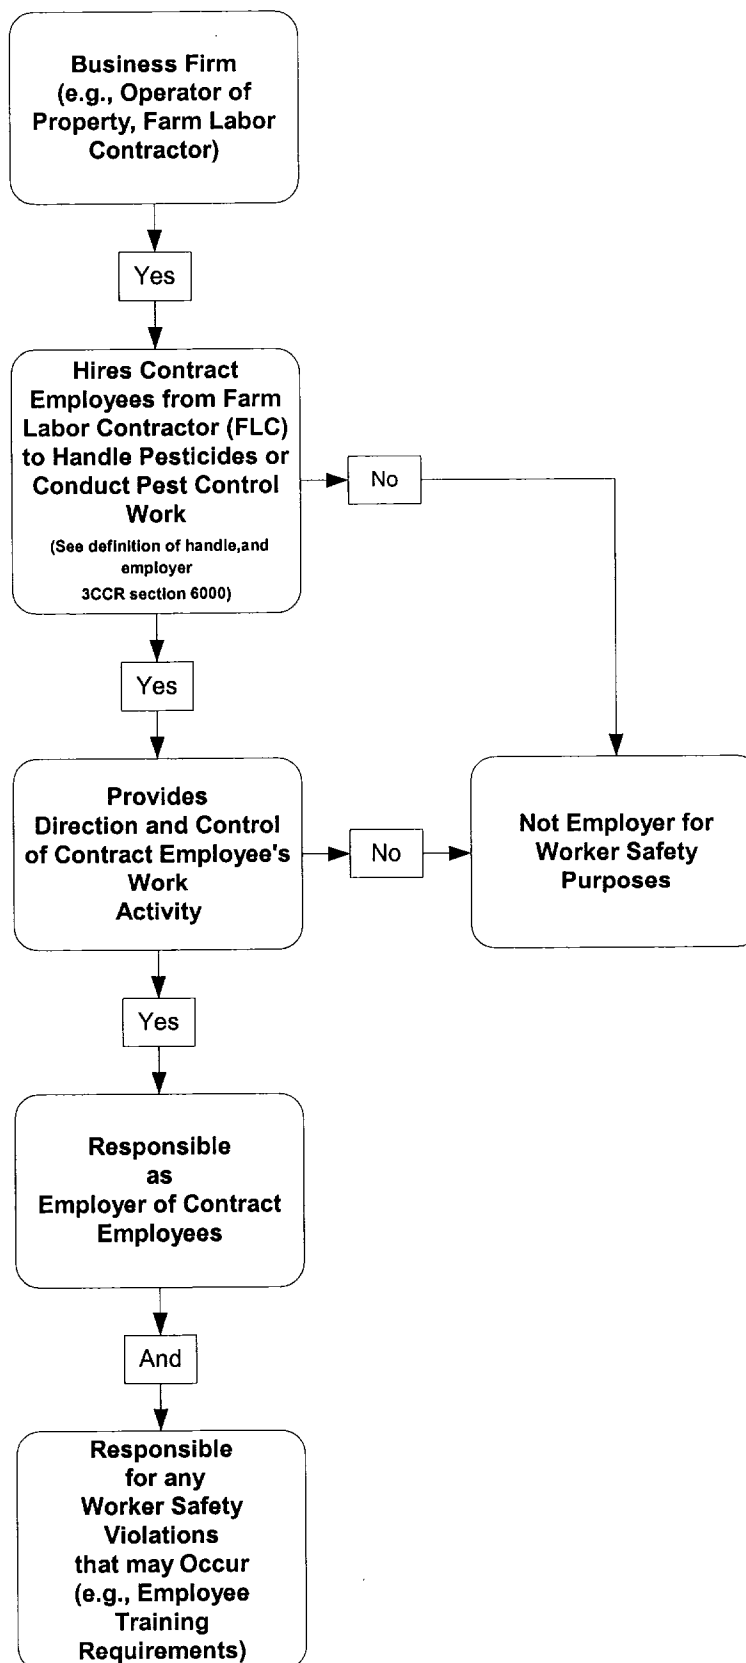 Business Firm
(e.g., Operator of
Property, Farm Labor
Contractor)
Yes
Hires Contract
Employees from Farm
Labor Contractor (FLC)
to Handle Pesticides or
Conduct Pest Control
Work
(See definition of handle,and
employer
3CCR section 6000)
No
Yes
Provides
Direction and Control
of Contract Employee's
Work
Activity
No
Not Employer for
Worker Safety
Purposes
Yes
Responsible
as
Employer of Contract
Employees
And
Responsible
for any
Worker Safety
Violations
that may Occur
(e.g., Employee
Training
Requirements)